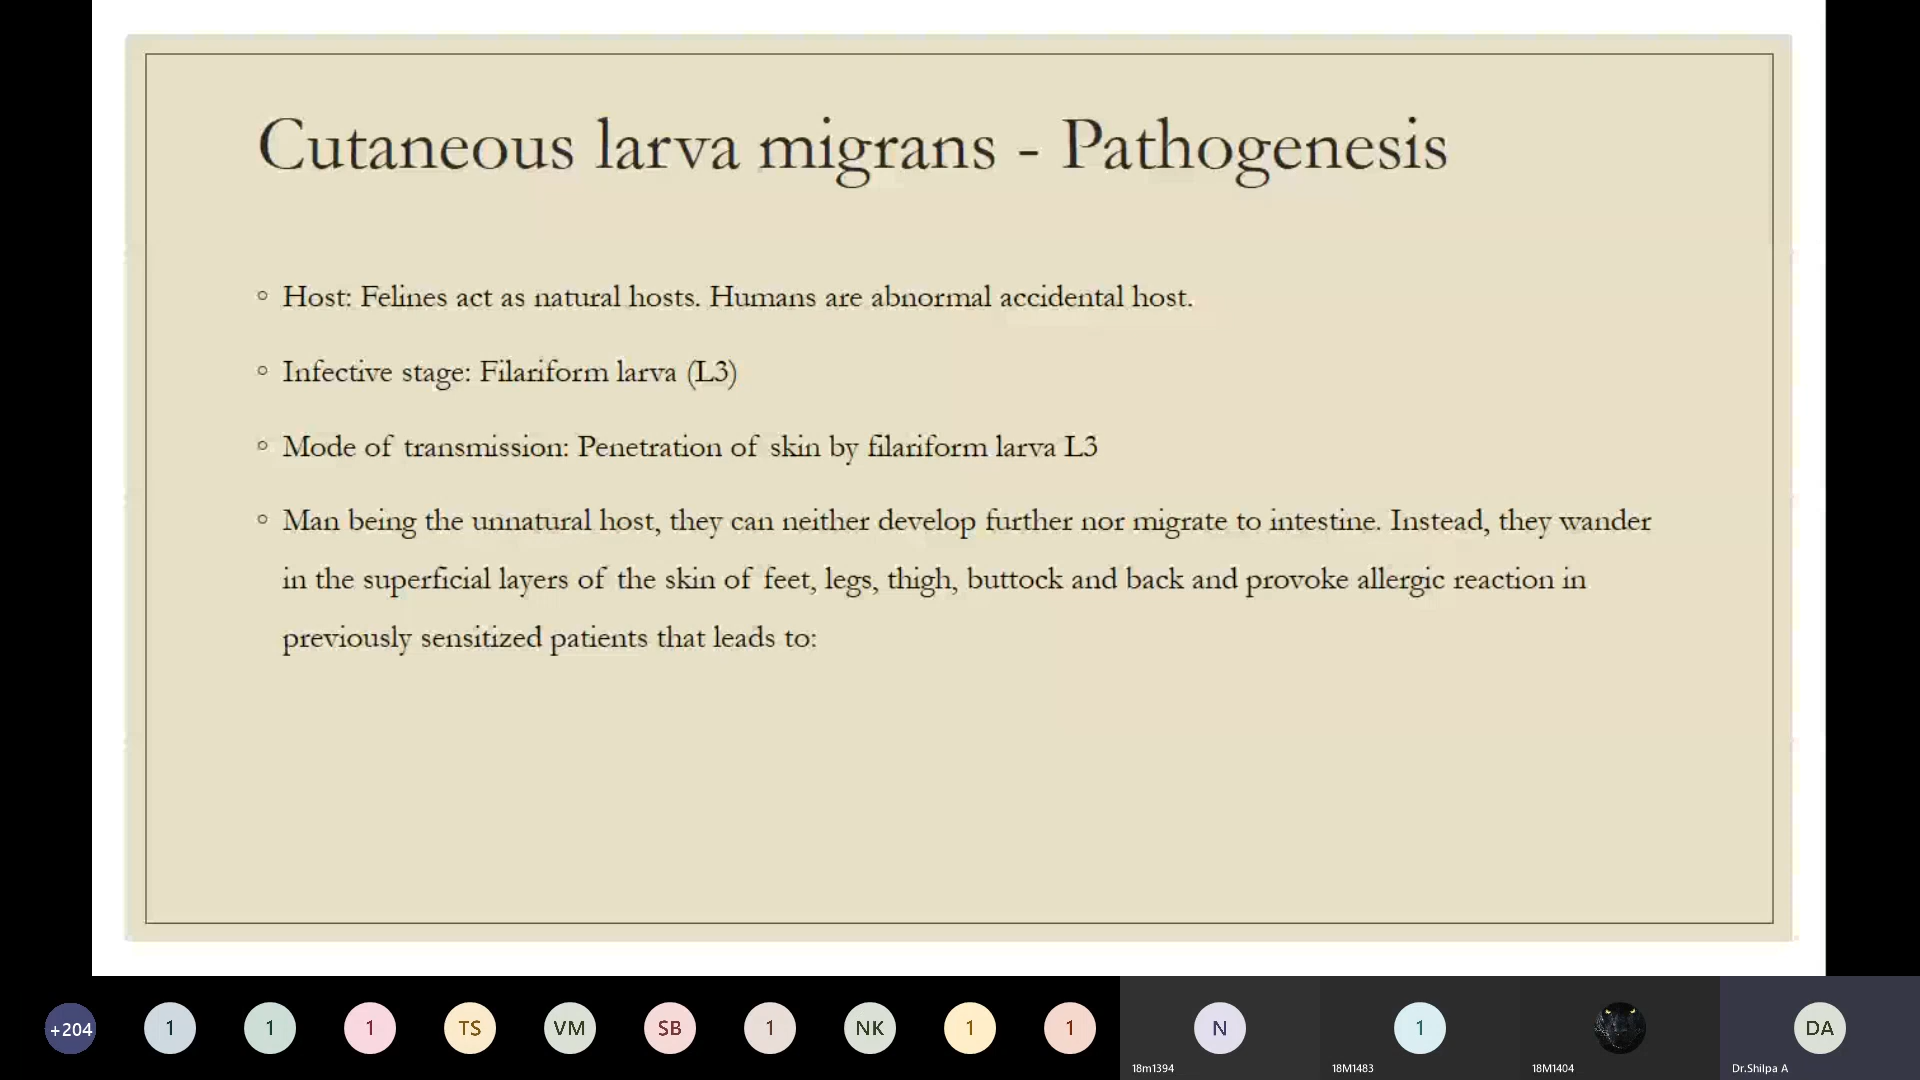 Cutaneous larva migrans - Pathogenesis
◦ Host: Felines act as natural hosts. Humans are abnormal accidental host.
◦ Infective stage: Filariform larva (L3)
◦ Mode of transmission: Penetration of skin by filariform larva L3
◦ Man being the unnatural host, they can neither develop further nor migrate to intestine. Instead, they wander
in the superficial layers of the skin of feet, legs, thigh, buttock and back and provoke allergic reaction in
previously sensitized patients that leads to:
+204 1 1 1 TS VM SB 1 NK 1 1 N 1 DA
18m1394 18M1483 18M1404 Dr.Shilpa A